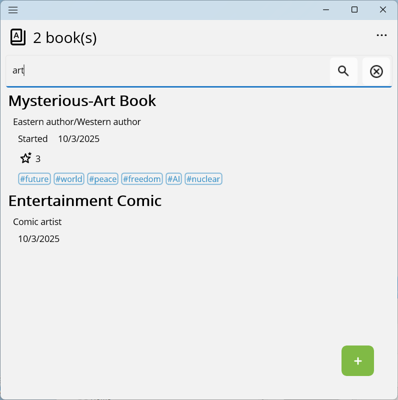 2 book(s)
art
Mysterious-Art Book
Eastern author/Western author
Started 10/3/2025
3
#future #world #peace #freedom #AI #nuclear
Entertainment Comic
Comic artist
10/3/2025